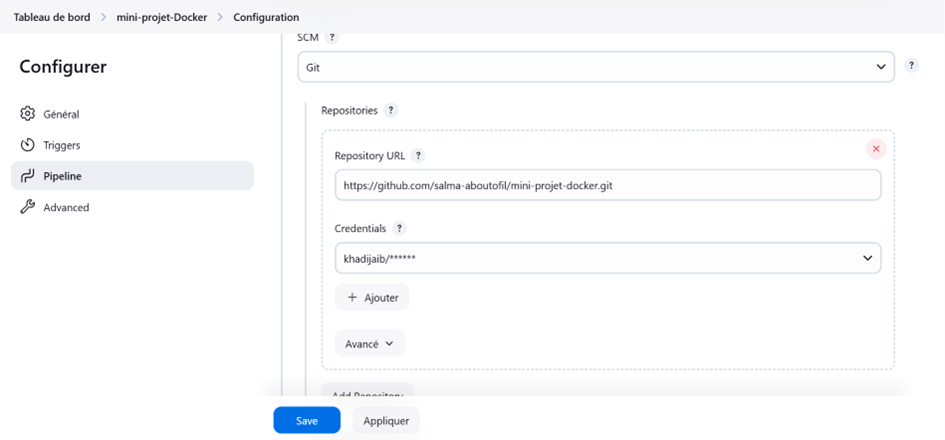 Tableau de bord > mini-projet-Docker > Configuration
Configurer
Général
Triggers
Pipeline
Advanced
SCM ?
Git
?
Repositories ?
Repository URL ?
https://github.com/salma-aboutofil/mini-projet-docker.git
Credentials ?
khadijaib/******
+ Ajouter
Avancé
Add Repository
Save
Appliquer